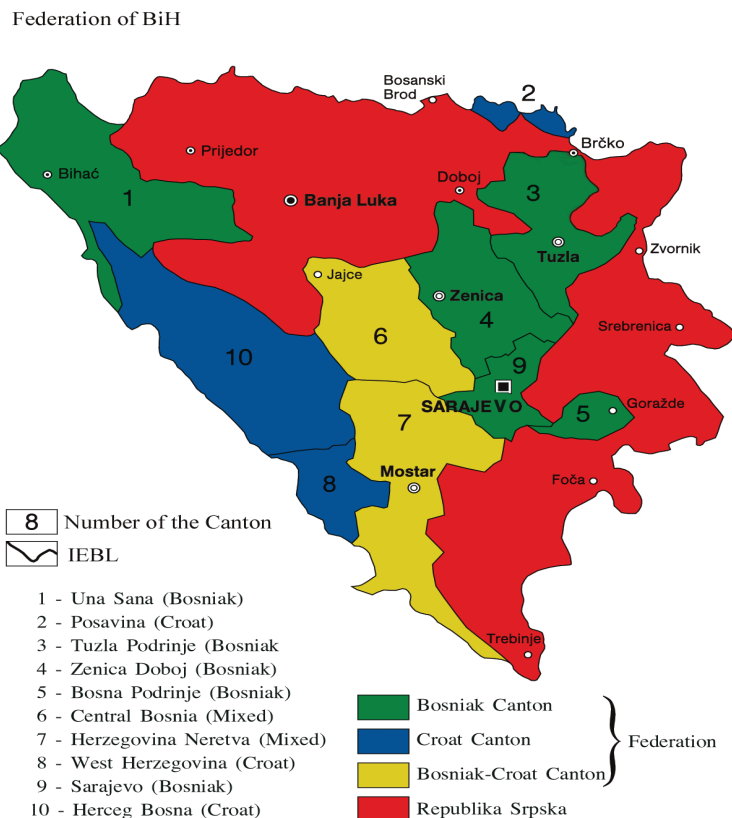 Federation of BiH
Bosanski
Brod
2
Brčko
Prijedor
Bihać
Doboj
1
3
Banja Luka
Tuzla
Zvornik
Jajce
Zenica
4
Srebrenica
6
10
9
SARAJEVO
5
Goražde
7
Mostar
8
Foča
8 Number of the Canton
IEBL
Trebinje
1 - Una Sana (Bosniak)
2 - Posavina (Croat)
3 - Tuzla Podrinje (Bosniak
4 - Zenica Doboj (Bosniak)
5 - Bosna Podrinje (Bosniak)
6 - Central Bosnia (Mixed)
7 - Herzegovina Neretva (Mixed)
8 - West Herzegovina (Croat)
9 - Sarajevo (Bosniak)
10 - Herceg Bosna (Croat)
Bosniak Canton
Croat Canton
Bosniak-Croat Canton
Federation
Republika Srpska